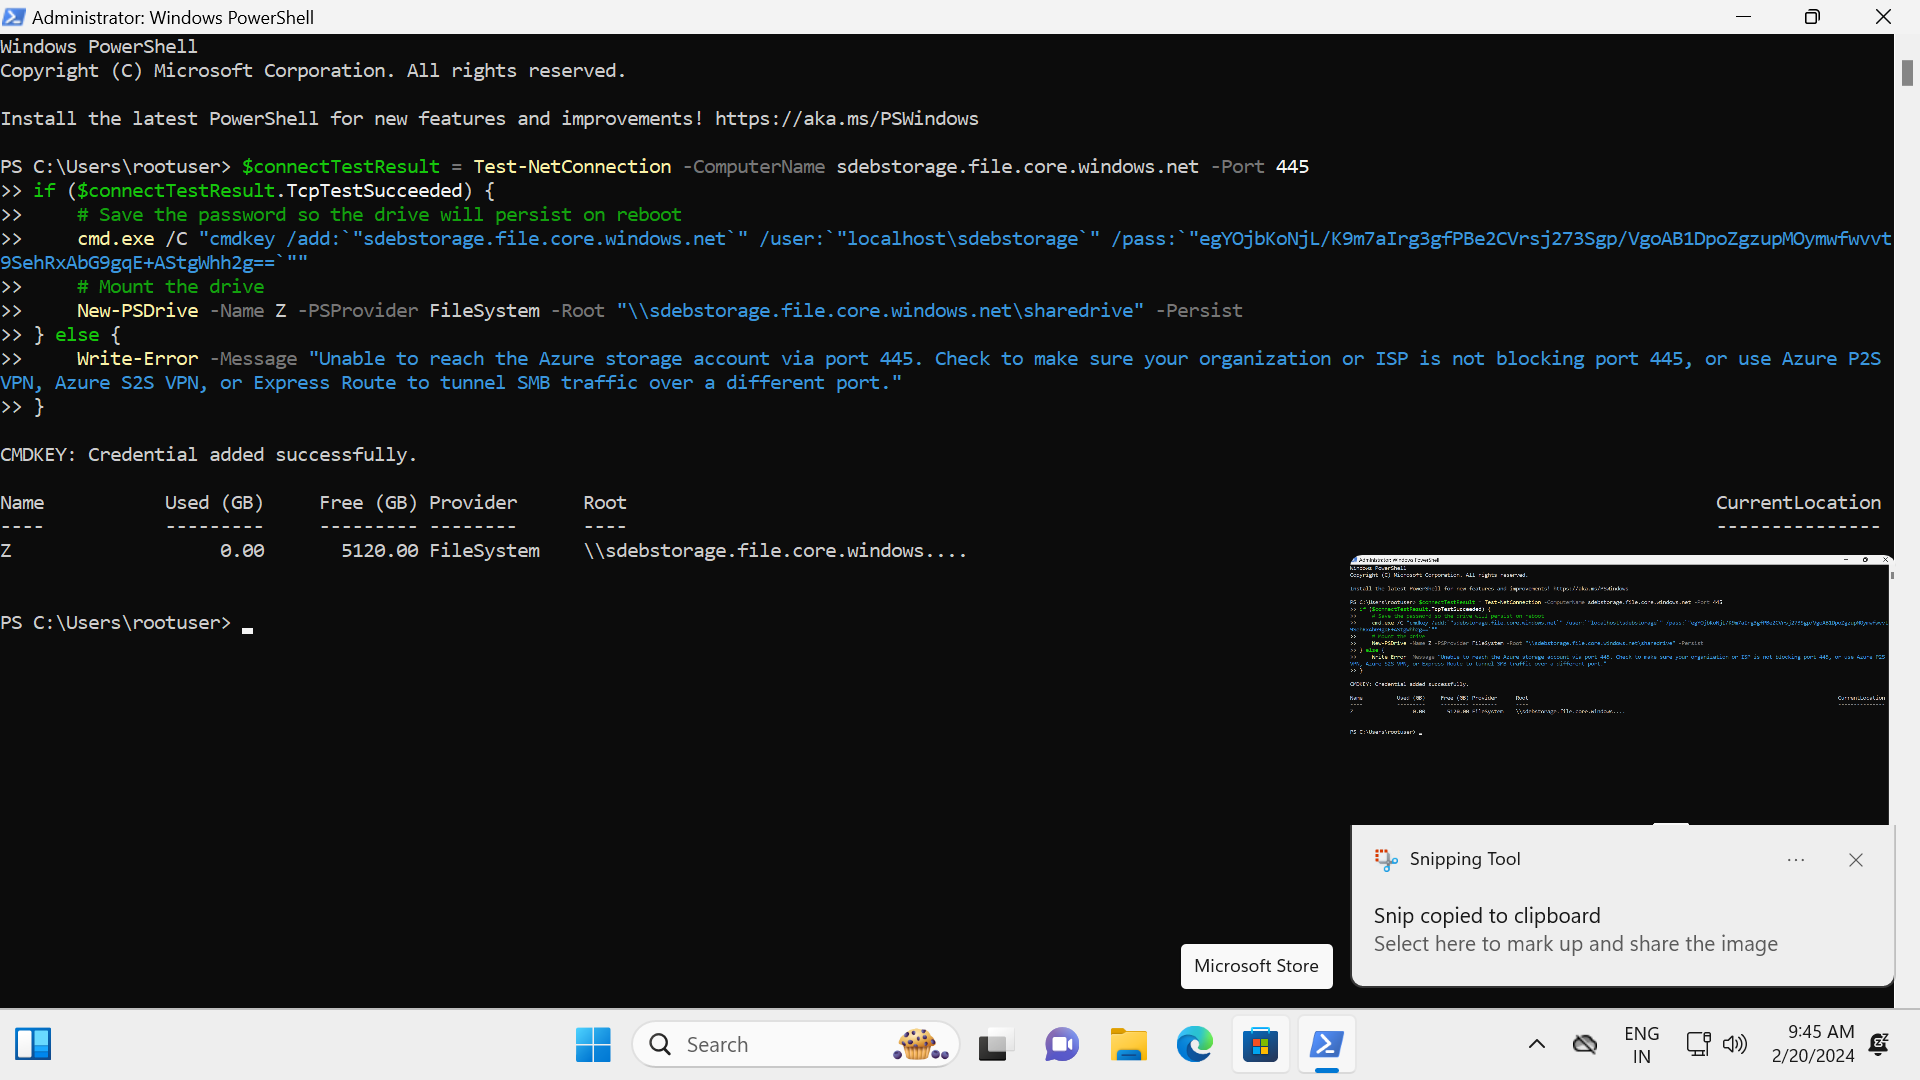 Administrator: Windows PowerShell
Windows PowerShell
Copyright (C) Microsoft Corporation. All rights reserved.
Install the latest PowerShell for new features and improvements! https://aka.ms/PSWindows
PS C:\Users\rootuser> $connectTestResult = Test-NetConnection -ComputerName sdebstorage.file.core.windows.net -Port 445
>> if ($connectTestResult.TcpTestSucceeded) {
>>     # Save the password so the drive will persist on reboot
>>     cmd.exe /C "cmdkey /add:`"sdebstorage.file.core.windows.net`" /user:`"localhost\sdebstorage`" /pass:`"egYOjbKoNjL/K9m7aIrg3gfPBe2CVrsj273Sgp/VgoAB1DpoZgzupMOymwfwvvt
9SehRxAbG9gqE+AStgWhh2g==`""
>>     # Mount the drive
>>     New-PSDrive -Name Z -PSProvider FileSystem -Root "\\sdebstorage.file.core.windows.net\sharedrive" -Persist
>> } else {
>>     Write-Error -Message "Unable to reach the Azure storage account via port 445. Check to make sure your organization or ISP is not blocking port 445, or use Azure P2S
VPN, Azure S2S VPN, or Express Route to tunnel SMB traffic over a different port."
>> }
CMDKEY: Credential added successfully.
Name           Used (GB)     Free (GB) Provider      Root                                                                                                   CurrentLocation
----           ---------     --------- --------      ----                                                                                                   ---------------
Z                   0.00       5120.00 FileSystem    \\sdebstorage.file.core.windows....
PS C:\Users\rootuser>
Snipping Tool
Snip copied to clipboard
Select here to mark up and share the image
Microsoft Store
Search
ENG
IN
9:45 AM
2/20/2024